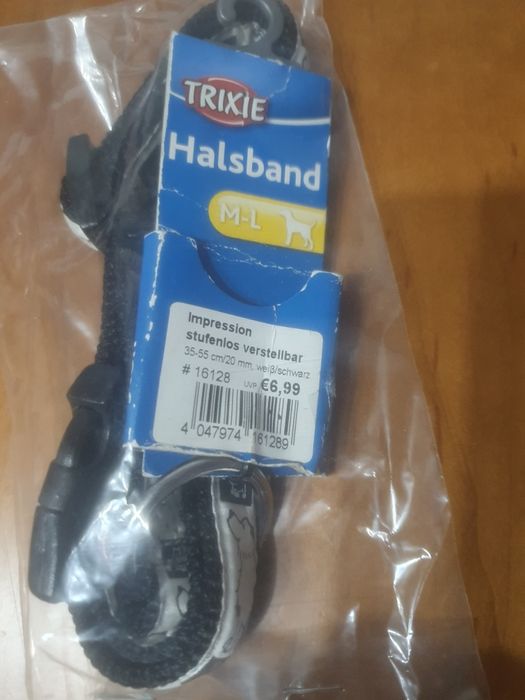 TRIXIE
Halsband
M-L
Impression
stufenlos verstellbar
35-55 cm/20 mm, weiß/schwarz
# 16128 UVP €6,99
4 047974 161289